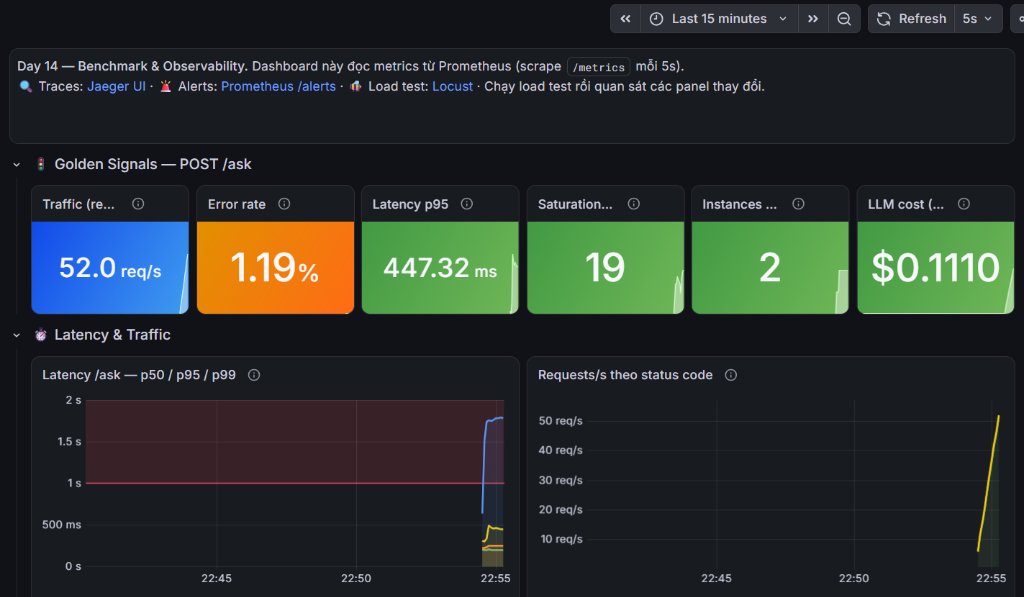 Last 15 minutes
Refresh
5s
Day 14 — Benchmark & Observability. Dashboard này đọc metrics từ Prometheus (scrape /metrics mỗi 5s).
Traces: Jaeger UI · Alerts: Prometheus /alerts · Load test: Locust · Chạy load test rồi quan sát các panel thay đổi.
Golden Signals — POST /ask
Traffic (re...
52.0 req/s
Error rate
1.19%
Latency p95
447.32 ms
Saturation...
19
Instances ...
2
LLM cost (...
$0.1110
Latency & Traffic
Latency /ask — p50 / p95 / p99
2 s
1.5 s
1 s
500 ms
0 s
22:45
22:50
22:55
Requests/s theo status code
50 req/s
40 req/s
30 req/s
20 req/s
10 req/s
22:45
22:50
22:55